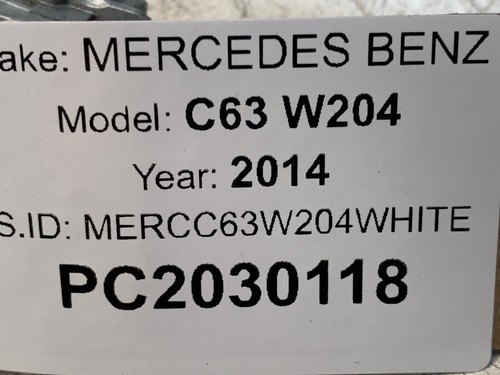 ake: MERCEDES BENZ
Model: C63 W204
Year: 2014
S.ID: MERCC63W204WHITE
PC2030118